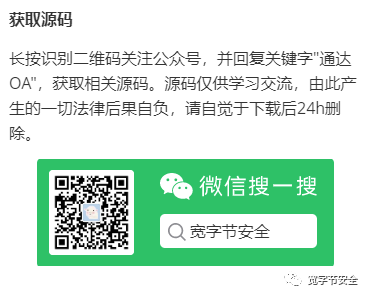 获取源码
长按识别二维码关注公众号，并回复关键字"通达
OA"，获取相关源码。源码仅供学习交流，由此产
生的一切法律后果自负，请自觉于下载后24h删
除。
微信搜一搜
宽字节安全
宽字节安全